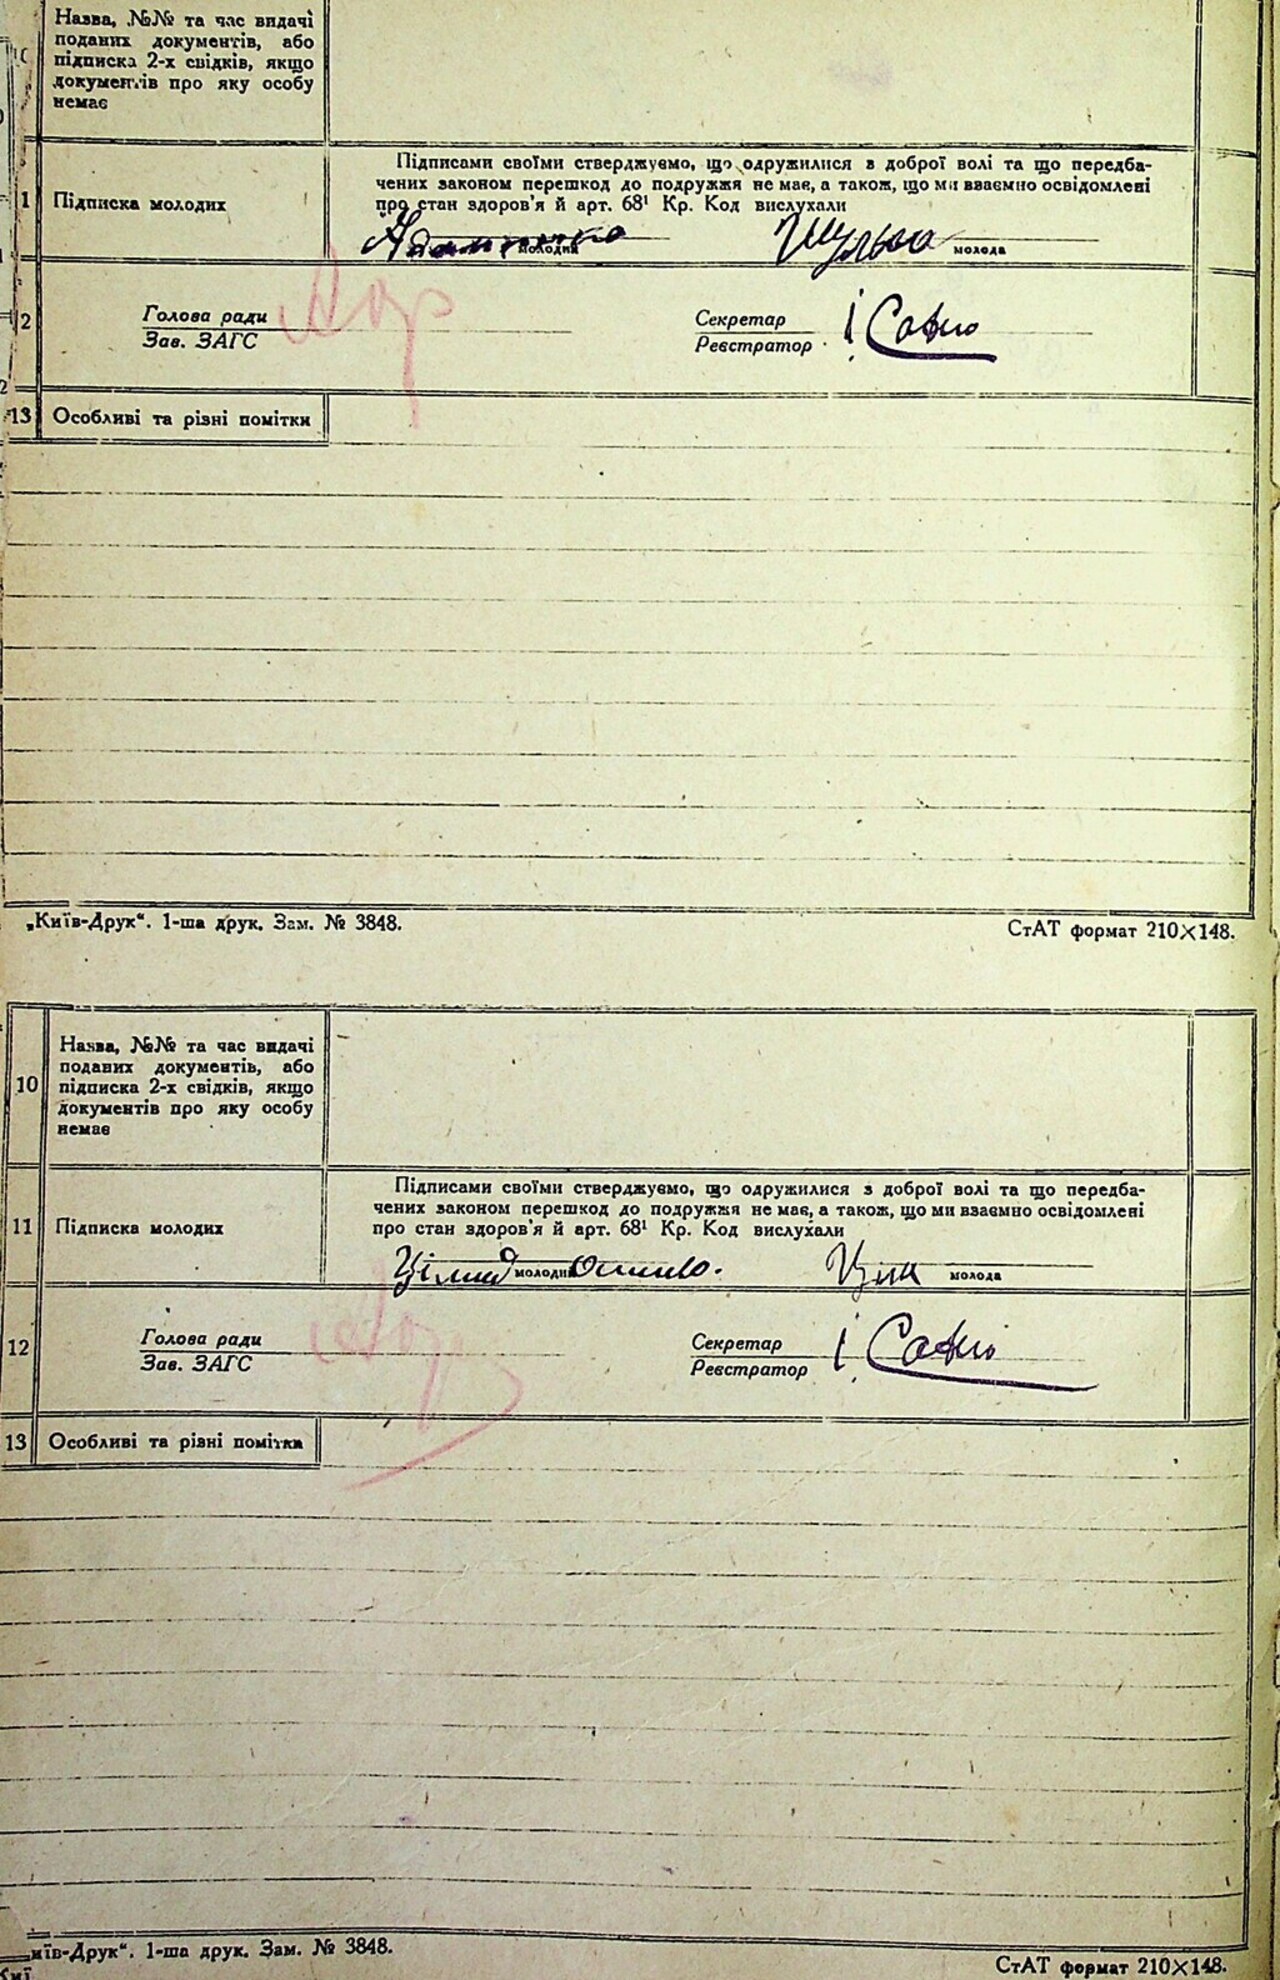 Назва, №№ та час видачі
поданих документів, або
підписка 2-х свідків, якщо
документів про яку особу
немає
1
Підписка молодих
Підписами своїми стверджуємо, що одружилися з доброї волі та що передба-
чених законом перешкод до подружжя не має, а також, що ми взаємно освідомлені
про стан здоров'я й арт. 68¹ Кр. Код вислухали
молодий
молода
2
Голова ради
Зав. ЗАГС
Секретар
Реєстратор
13
Особливі та різні помітки
„Київ-Друк“. 1-ша друк. Зам. № 3848.
СтАТ формат 210×148.
10
Назва, №№ та час видачі
поданих документів, або
підписка 2-х свідків, якщо
документів про яку особу
немає
11
Підписка молодих
Підписами своїми стверджуємо, що одружилися з доброї волі та що передба-
чених законом перешкод до подружжя не має, а також, що ми взаємно освідомлені
про стан здоров'я й арт. 68¹ Кр. Код вислухали
молодий
молода
12
Голова ради
Зав. ЗАГС
Секретар
Реєстратор
13
Особливі та різні помітки
иїв-Друк“. 1-ша друк. Зам. № 3848.
СтАТ формат 210×148.